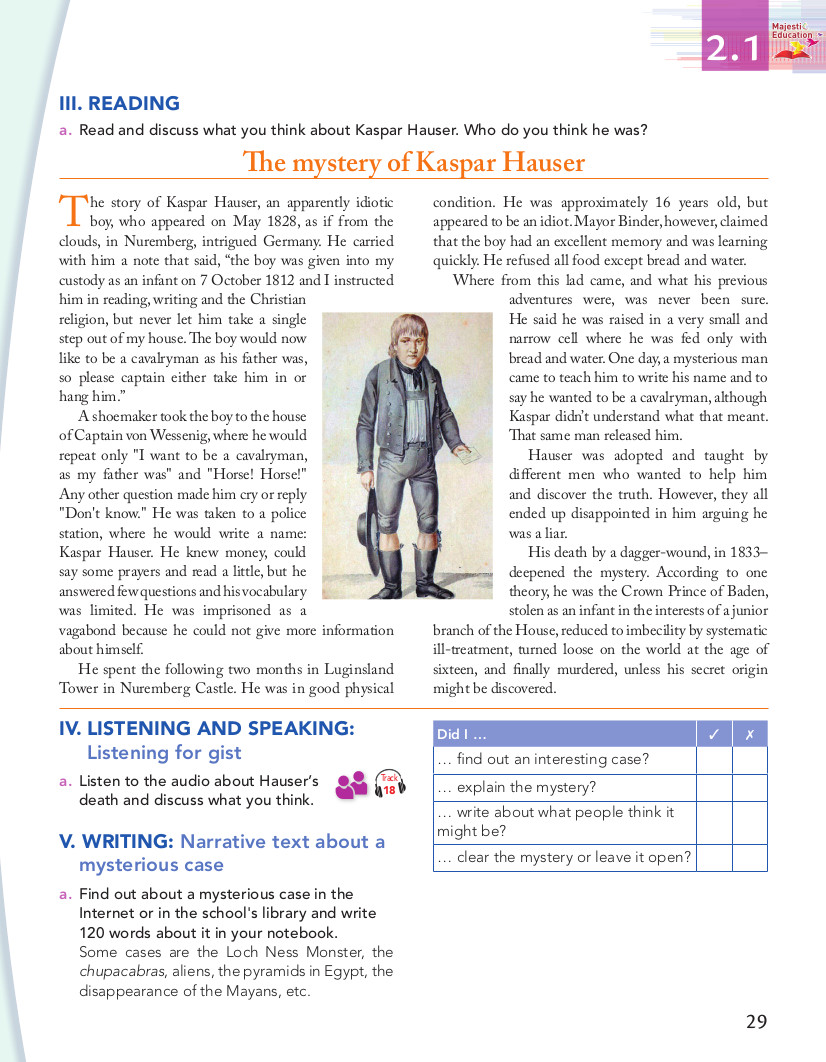 2.1
Majesti
Education
III. READING
a. Read and discuss what you think about Kaspar Hauser. Who do you think he was?
The mystery of Kaspar Hauser
The story of Kaspar Hauser, an apparently idiotic
boy, who appeared on May 1828, as if from the
clouds, in Nuremberg, intrigued Germany. He carried
with him a note that said, “the boy was given into my
custody as an infant on 7 October 1812 and I instructed
him in reading, writing and the Christian
religion, but never let him take a single
step out of my house. The boy would now
like to be a cavalryman as his father was,
so please captain either take him in or
hang him.”
A shoemaker took the boy to the house
of Captain von Wessenig, where he would
repeat only "I want to be a cavalryman,
as my father was" and "Horse! Horse!"
Any other question made him cry or reply
"Don't know." He was taken to a police
station, where he would write a name:
Kaspar Hauser. He knew money, could
say some prayers and read a little, but he
answered few questions and his vocabulary
was limited. He was imprisoned as a
vagabond because he could not give more information
about himself.
He spent the following two months in Luginsland
Tower in Nuremberg Castle. He was in good physical
condition. He was approximately 16 years old, but
appeared to be an idiot. Mayor Binder, however, claimed
that the boy had an excellent memory and was learning
quickly. He refused all food except bread and water.
Where from this lad came, and what his previous
adventures were, was never been sure.
He said he was raised in a very small and
narrow cell where he was fed only with
bread and water. One day, a mysterious man
came to teach him to write his name and to
say he wanted to be a cavalryman, although
Kaspar didn’t understand what that meant.
That same man released him.
Hauser was adopted and taught by
different men who wanted to help him
and discover the truth. However, they all
ended up disappointed in him arguing he
was a liar.
His death by a dagger-wound, in 1833–
deepened the mystery. According to one
theory, he was the Crown Prince of Baden,
stolen as an infant in the interests of a junior
branch of the House, reduced to imbecility by systematic
ill-treatment, turned loose on the world at the age of
sixteen, and finally murdered, unless his secret origin
might be discovered.
IV. LISTENING AND SPEAKING:
Listening for gist
a. Listen to the audio about Hauser’s
death and discuss what you think.
Track
18
V. WRITING: Narrative text about a
mysterious case
a. Find out about a mysterious case in the
Internet or in the school's library and write
120 words about it in your notebook.
Some cases are the Loch Ness Monster, the
chupacabras, aliens, the pyramids in Egypt, the
disappearance of the Mayans, etc.
Did I ... ✓ ✗
… find out an interesting case?
… explain the mystery?
… write about what people think it
might be?
… clear the mystery or leave it open?
29